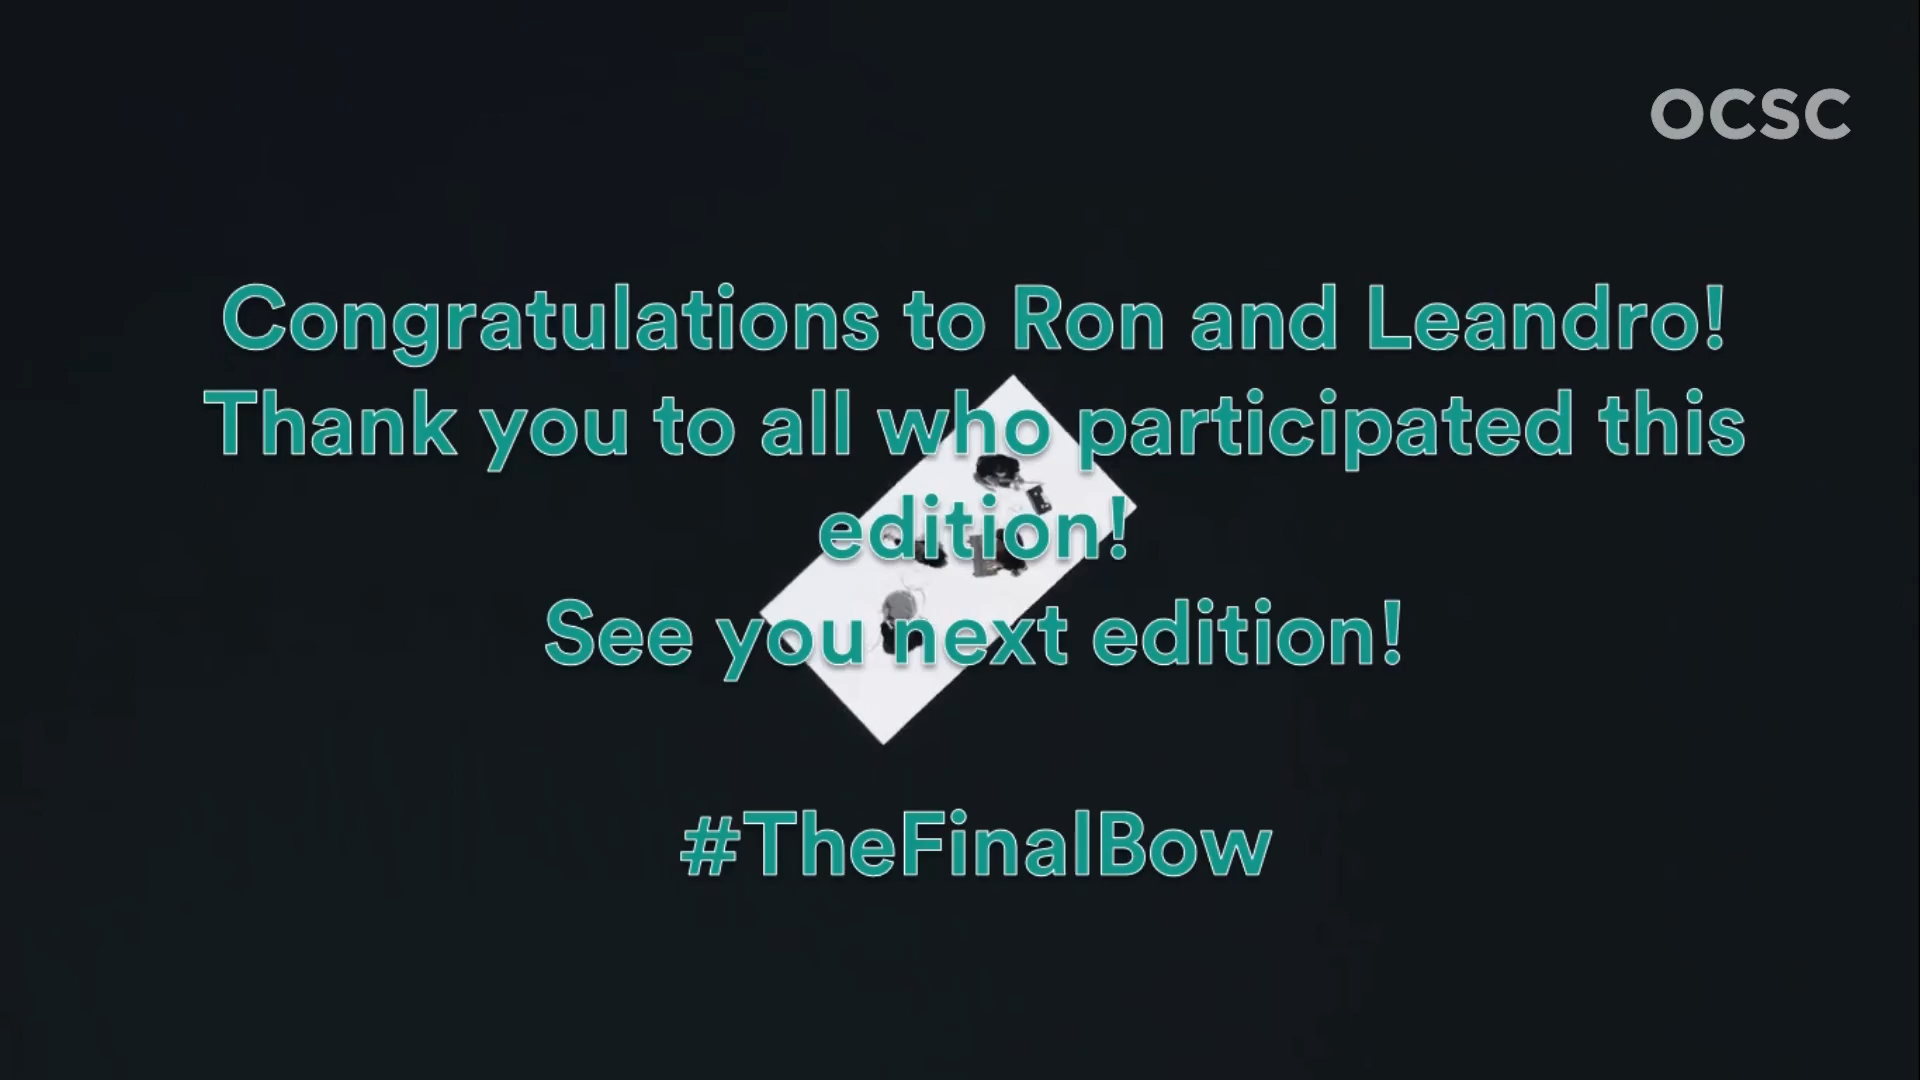 OCSC
Congratulations to Ron and Leandro!
Thank you to all who participated this
edition!
See you next edition!
#TheFinalBow